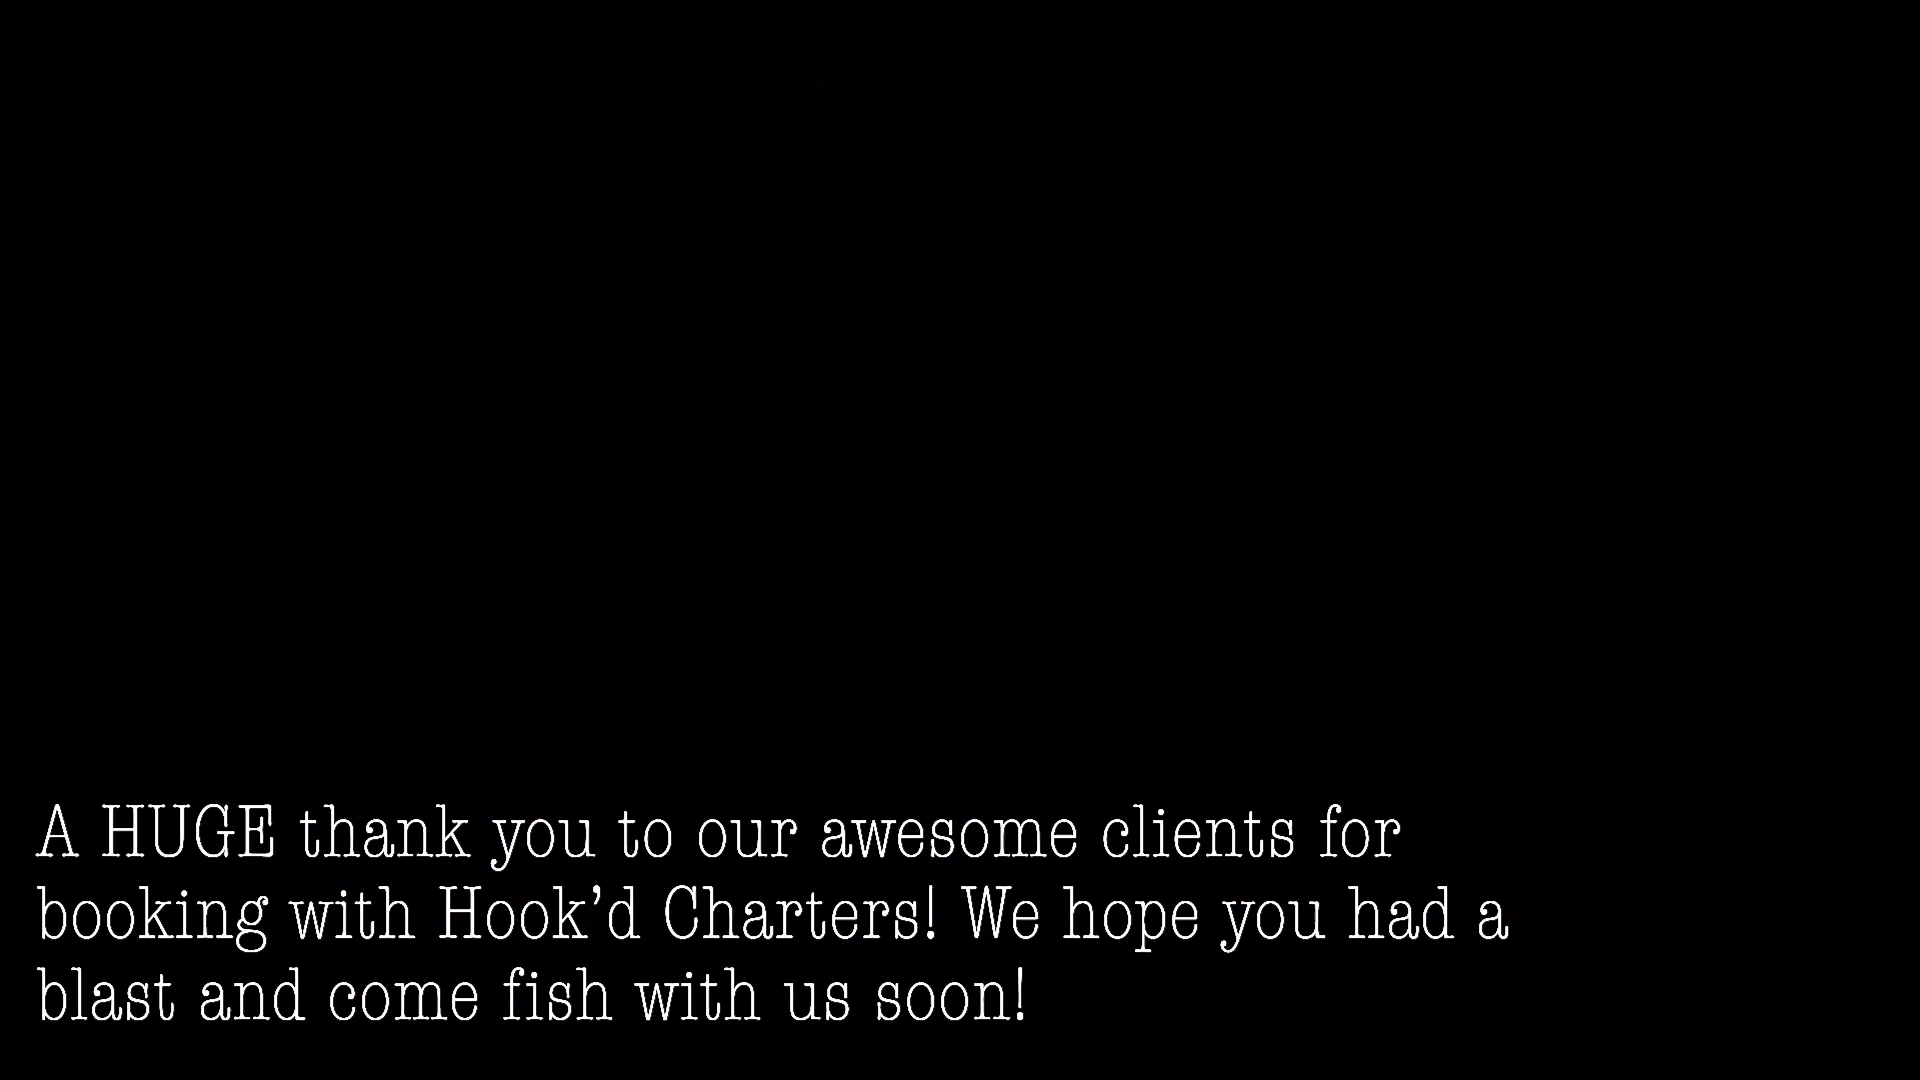 A HUGE thank you to our awesome clients for
booking with Hook’d Charters! We hope you had a
blast and come fish with us soon!